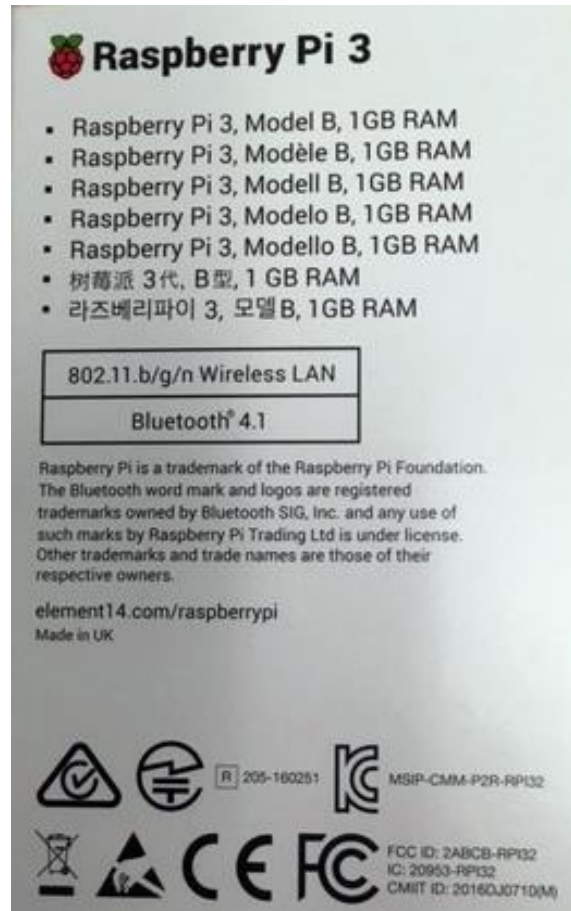 Raspberry Pi 3
▪ Raspberry Pi 3, Model B, 1GB RAM
▪ Raspberry Pi 3, Modèle B, 1GB RAM
▪ Raspberry Pi 3, Modell B, 1GB RAM
▪ Raspberry Pi 3, Modelo B, 1GB RAM
▪ Raspberry Pi 3, Modello B, 1GB RAM
▪ 树莓派 3代, B型, 1 GB RAM
▪ 라즈베리파이 3, 모델B, 1GB RAM
802.11.b/g/n Wireless LAN
Bluetooth® 4.1
Raspberry Pi is a trademark of the Raspberry Pi Foundation.
The Bluetooth word mark and logos are registered
trademarks owned by Bluetooth SIG, Inc. and any use of
such marks by Raspberry Pi Trading Ltd is under license.
Other trademarks and trade names are those of their
respective owners.
element14.com/raspberrypi
Made in UK
R 205-160251 KC MSIP-CMM-P2R-RPI32
CE FC FCC ID: 2ABCB-RPI32
IC: 20953-RPI32
CMIIT ID: 2016DJ0710(M)